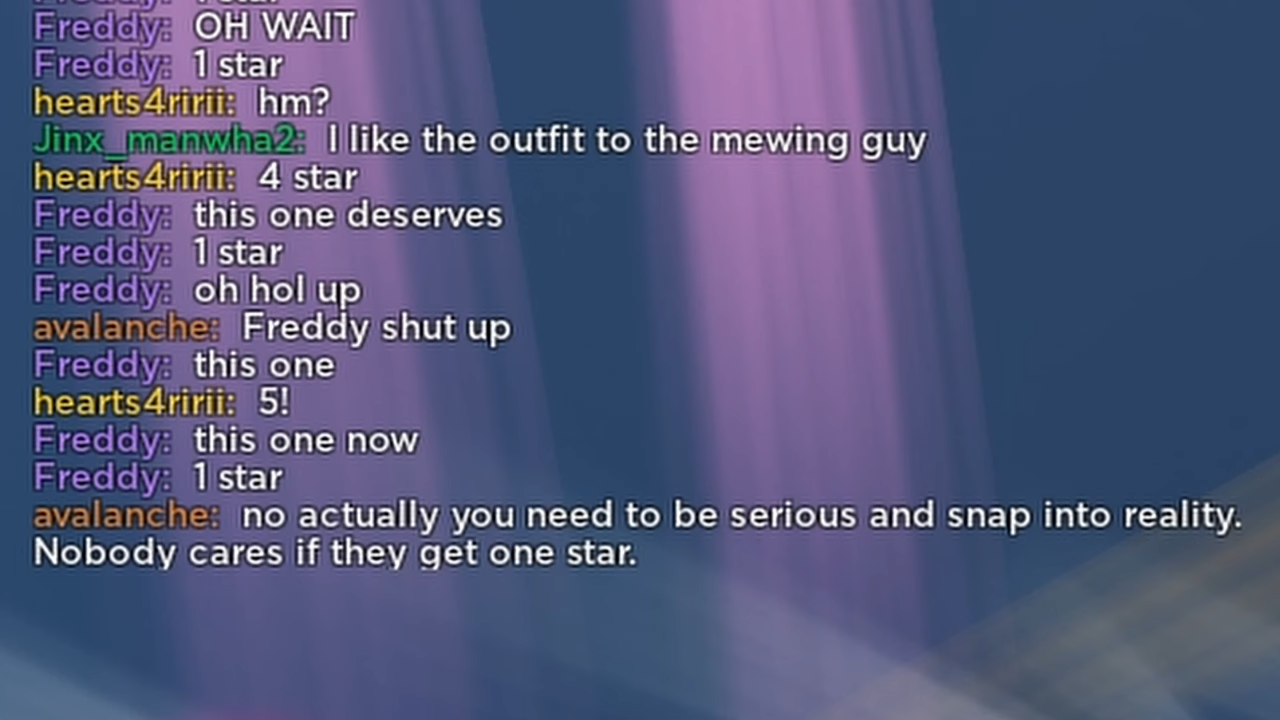 Freddy: 1 star
Freddy: OH WAIT
Freddy: 1 star
hearts4ririi: hm?
Jinx_manwha2: I like the outfit to the mewing guy
hearts4ririi: 4 star
Freddy: this one deserves
Freddy: 1 star
Freddy: oh hol up
avalanche: Freddy shut up
Freddy: this one
hearts4ririi: 5!
Freddy: this one now
Freddy: 1 star
avalanche: no actually you need to be serious and snap into reality.
Nobody cares if they get one star.